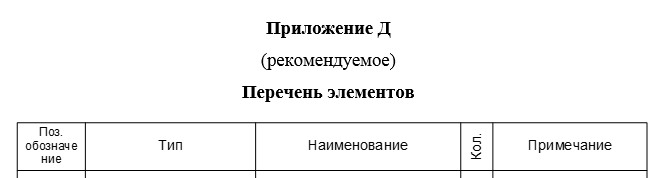 Приложение Д
(рекомендуемое)
Перечень элементов
Поз.
обозначе
ние
Тип
Наименование
Кол.
Примечание